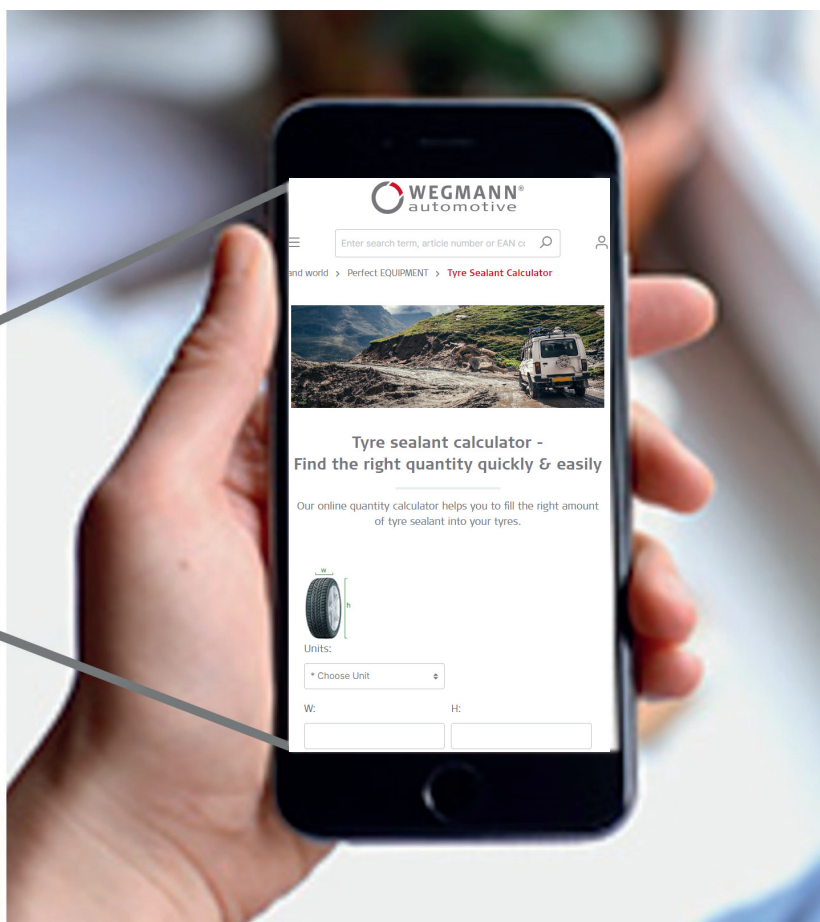 WEGMANN®
automotive
Enter search term, article number or EAN c
and world > Perfect EQUIPMENT > Tyre Sealant Calculator
Tyre sealant calculator -
Find the right quantity quickly & easily
Our online quantity calculator helps you to fill the right amount
of tyre sealant into your tyres.
w
h
Units:
* Choose Unit
W: H: